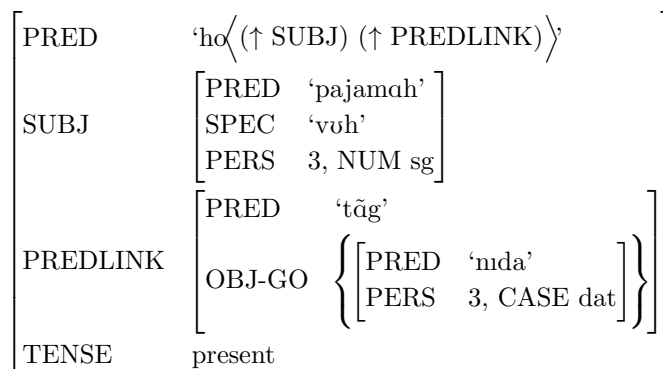 PRED ‘ho⟨(↑ SUBJ) (↑ PREDLINK)⟩’
PRED ‘pajamɑh’
SUBJ SPEC ‘vʊh’
PERS 3, NUM sg
PRED ‘tɑ̃g’
PREDLINK OBJ-GO PRED ‘nɪda’
PERS 3, CASE dat
TENSE present